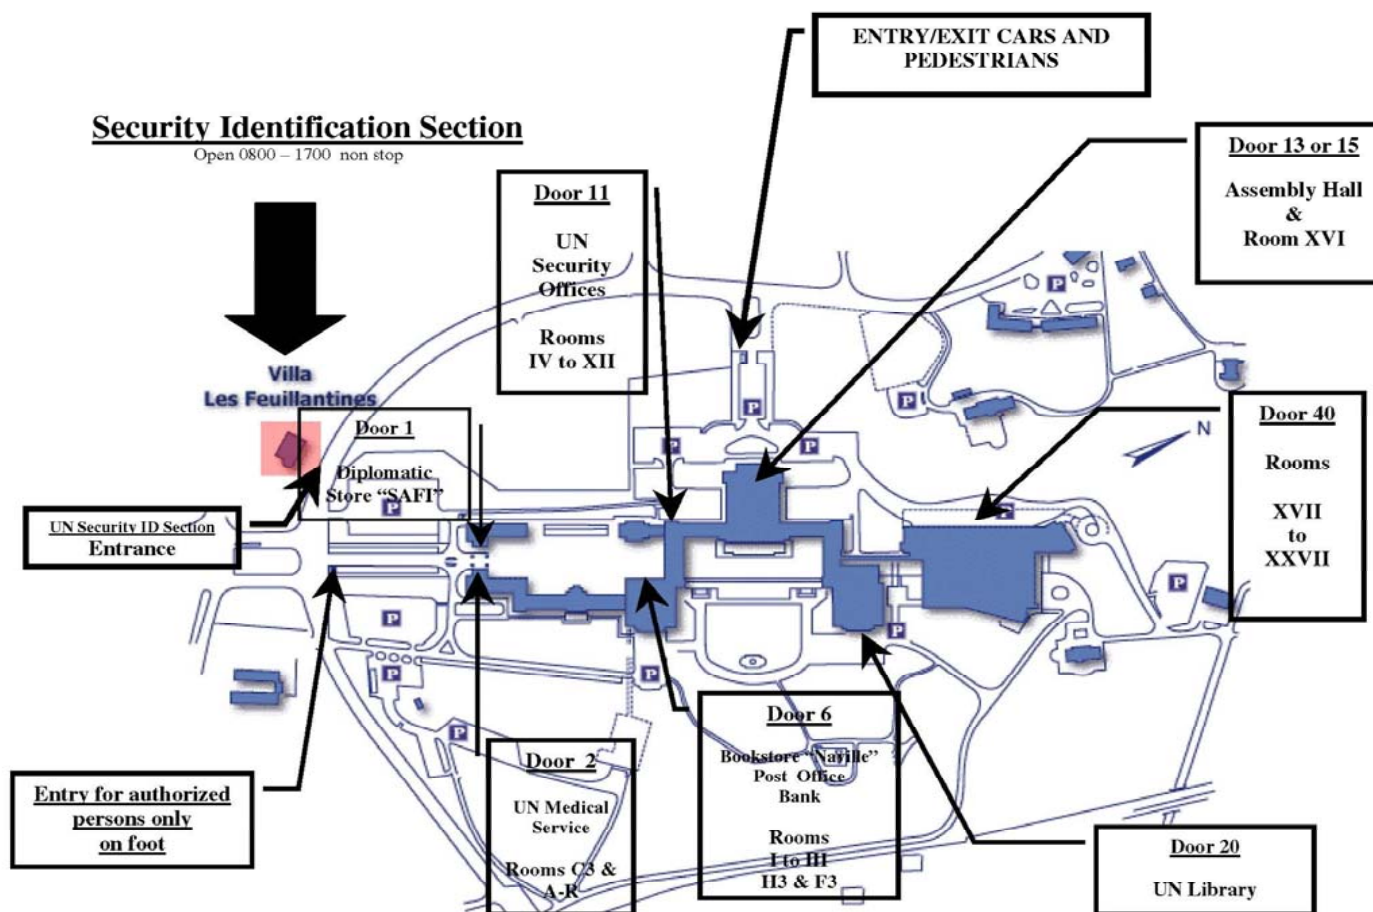 ENTRY/EXIT CARS AND
PEDESTRIANS
Security Identification Section
Open 0800 – 1700 non stop
Door 13 or 15
Assembly Hall
&
Room XVI
Door 11
UN
Security
Offices
Rooms
IV to XII
Villa
Les Feuillantines
Door 1
Diplomatic
Store “SAFI”
Door 40
Rooms
XVII
to
XXVII
N
P
P
P
P
P
P
P
P
P
P
P
P
P
P
UN Security ID Section
Entrance
Entry for authorized
persons only
on foot
Door 2
UN Medical
Service
Rooms C3 &
A-R
Door 6
Bookstore “Naville”
Post Office
Bank
Rooms
I to III
H3 & F3
Door 20
UN Library